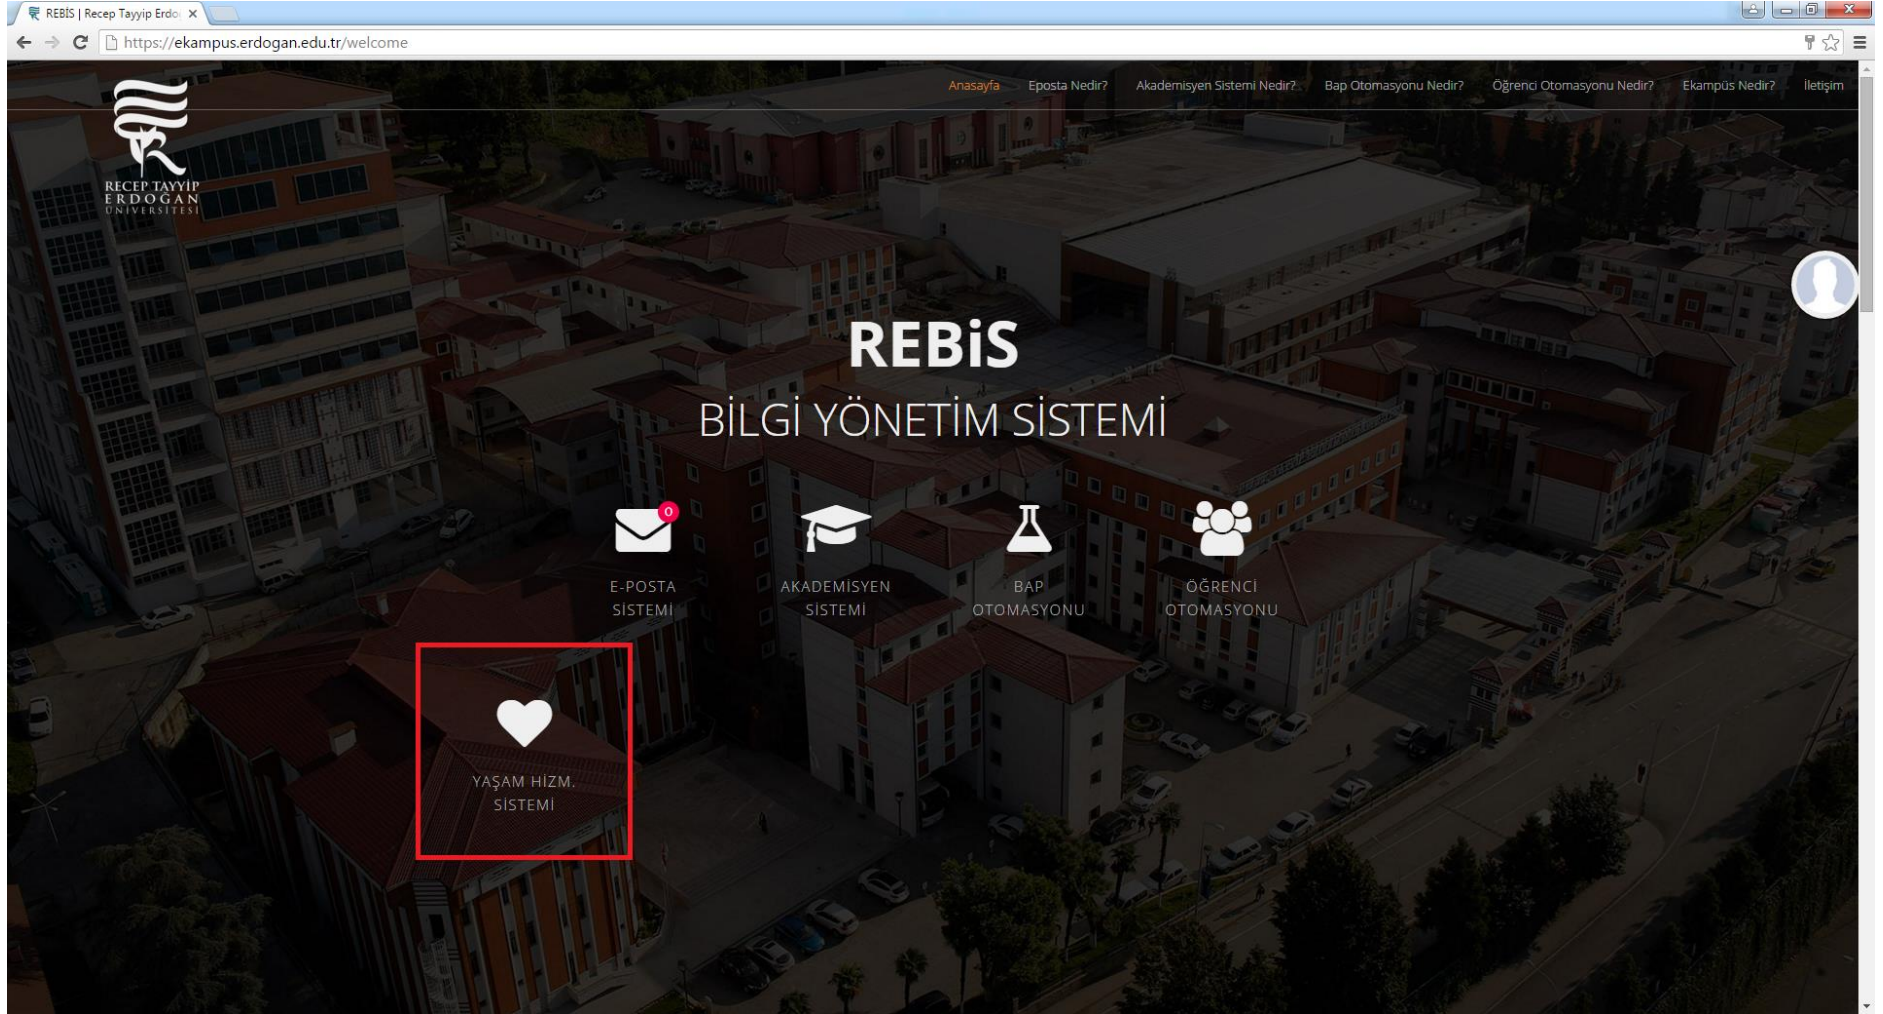 REBİS | Recep Tayyip Erdo
https://ekampus.erdogan.edu.tr/welcome
Anasayfa Eposta Nedir? Akademisyen Sistemi Nedir? Bap Otomasyonu Nedir? Öğrenci Otomasyonu Nedir? Ekampüs Nedir? İletişim
RECEP TAYYİP
ERDOĞAN
ÜNİVERSİTESİ
REBiS
BİLGİ YÖNETİM SİSTEMİ
0
E-POSTA
SİSTEMİ
AKADEMİSYEN
SİSTEMİ
BAP
OTOMASYONU
ÖĞRENCİ
OTOMASYONU
YAŞAM HİZM.
SİSTEMİ